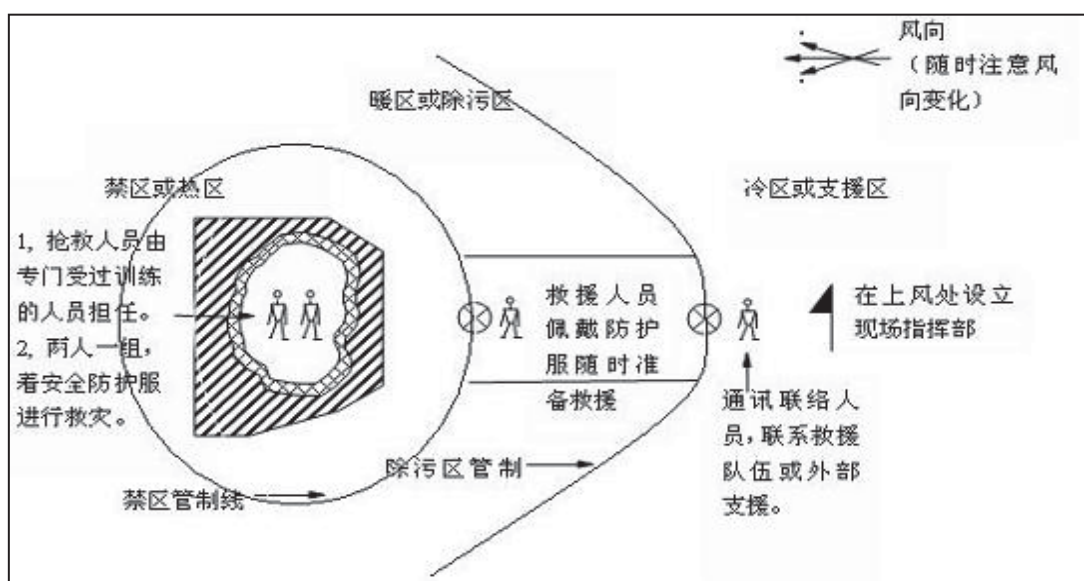 风向
（随时注意风
向变化）
暖区或除污区
禁区或热区
冷区或支援区
1, 抢救人员由
专门受过训练
的人员担任。
2, 两人一组，
着安全防护服
进行救灾。
救援人员
佩戴防护
服随时准
备救援
在上风处设立
现场指挥部
通讯联络人
员，联系救援
队伍或外部
支援。
除污区管制
禁区管制线